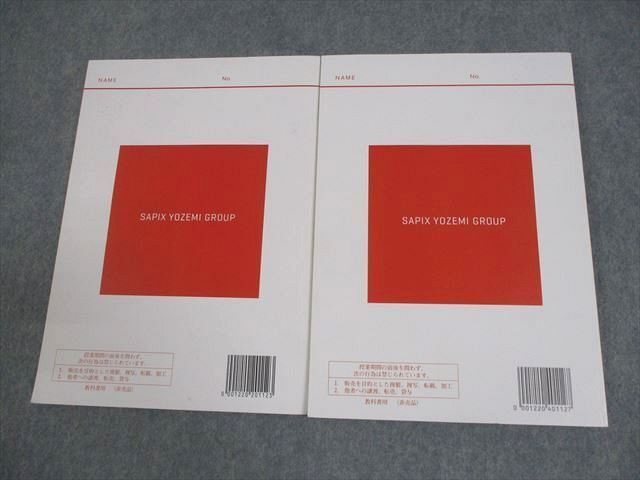 NAME
No.
SAPIX YOZEMI GROUP
授業期間の前後を問わず、
次の行為は禁じられています。
1. 販売を目的とした複製、複写、転載、加工
2. 他者への譲渡、転売、貸与
教科書用 (非売品)
0 001220 201123
NAME
No.
SAPIX YOZEMI GROUP
授業期間の前後を問わず、
次の行為は禁じられています。
1. 販売を目的とした複製、複写、転載、加工
2. 他者への譲渡、転売、貸与
教科書用 (非売品)
0 001220 401127